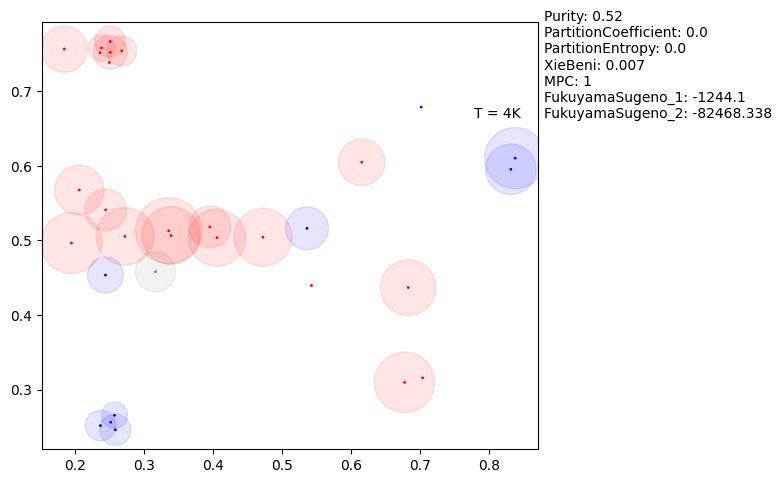 Purity: 0.52
PartitionCoefficient: 0.0
PartitionEntropy: 0.0
XieBeni: 0.007
MPC: 1
FukuyamaSugeno_1: -1244.1
FukuyamaSugeno_2: -82468.338
T = 4K
0.7
0.6
0.5
0.4
0.3
0.2 0.3 0.4 0.5 0.6 0.7 0.8